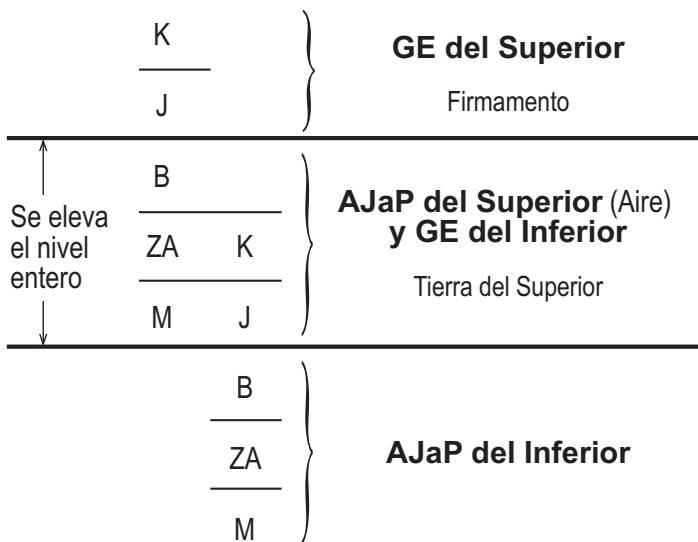 K
GE del Superior
J
Firmamento
B
AJaP del Superior (Aire)
y GE del Inferior
Se eleva
el nivel
entero
ZA K
Tierra del Superior
M J
B
ZA
AJaP del Inferior
M